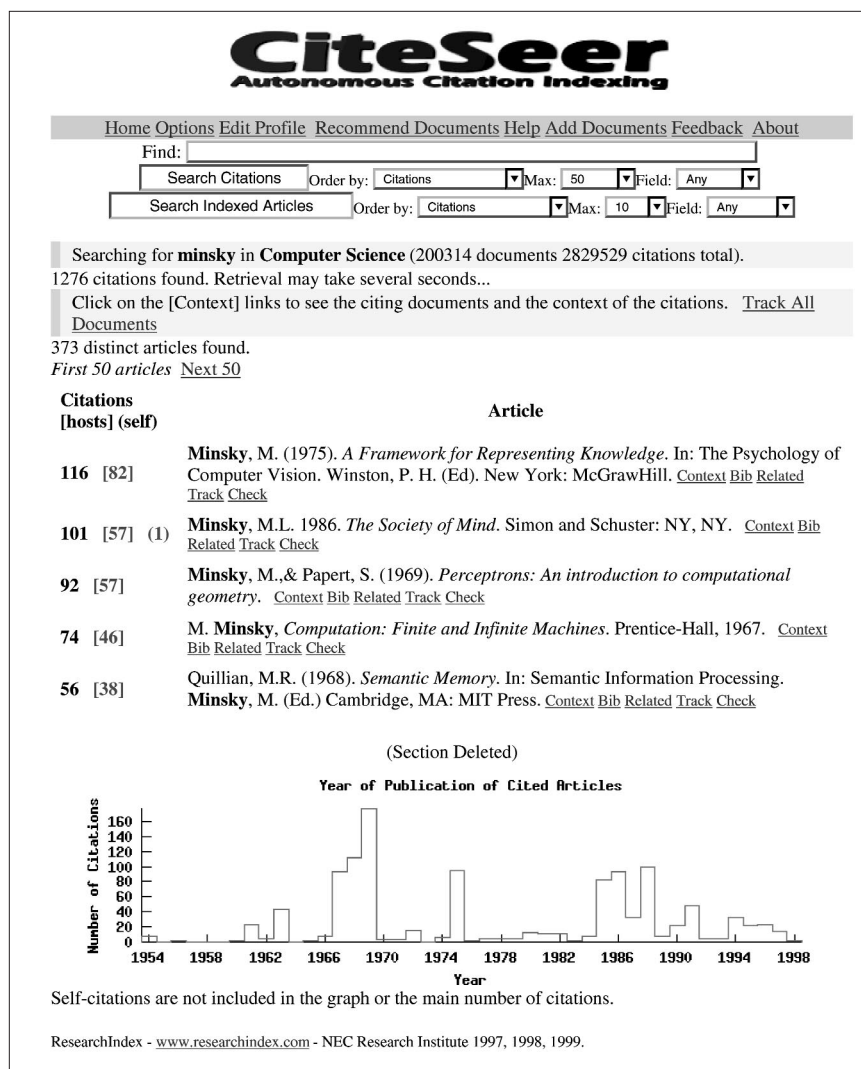 CiteSeer
Autonomous Citation Indexing
Home Options Edit Profile Recommend Documents Help Add Documents Feedback About
Find:
Search Citations Order by: Citations Max: 50 Field: Any
Search Indexed Articles Order by: Citations Max: 10 Field: Any
Searching for minsky in Computer Science (200314 documents 2829529 citations total).
1276 citations found. Retrieval may take several seconds...
Click on the [Context] links to see the citing documents and the context of the citations. Track All
Documents
373 distinct articles found.
First 50 articles Next 50
Citations
[hosts] (self)
Article
116 [82]
Minsky, M. (1975). A Framework for Representing Knowledge. In: The Psychology of
Computer Vision. Winston, P. H. (Ed). New York: McGrawHill. Context Bib Related
Track Check
101 [57] (1)
Minsky, M.L. 1986. The Society of Mind. Simon and Schuster: NY, NY. Context Bib
Related Track Check
92 [57]
Minsky, M.,& Papert, S. (1969). Perceptrons: An introduction to computational
geometry. Context Bib Related Track Check
74 [46]
M. Minsky, Computation: Finite and Infinite Machines. Prentice-Hall, 1967. Context
Bib Related Track Check
56 [38]
Quillian, M.R. (1968). Semantic Memory. In: Semantic Information Processing.
Minsky, M. (Ed.) Cambridge, MA: MIT Press. Context Bib Related Track Check
(Section Deleted)
Year of Publication of Cited Articles
Number of Citations
160
140
120
100
80
60
40
20
0
1954 1958 1962 1966 1970 1974 1978 1982 1986 1990 1994 1998
Year
Self-citations are not included in the graph or the main number of citations.
ResearchIndex - www.researchindex.com - NEC Research Institute 1997, 1998, 1999.